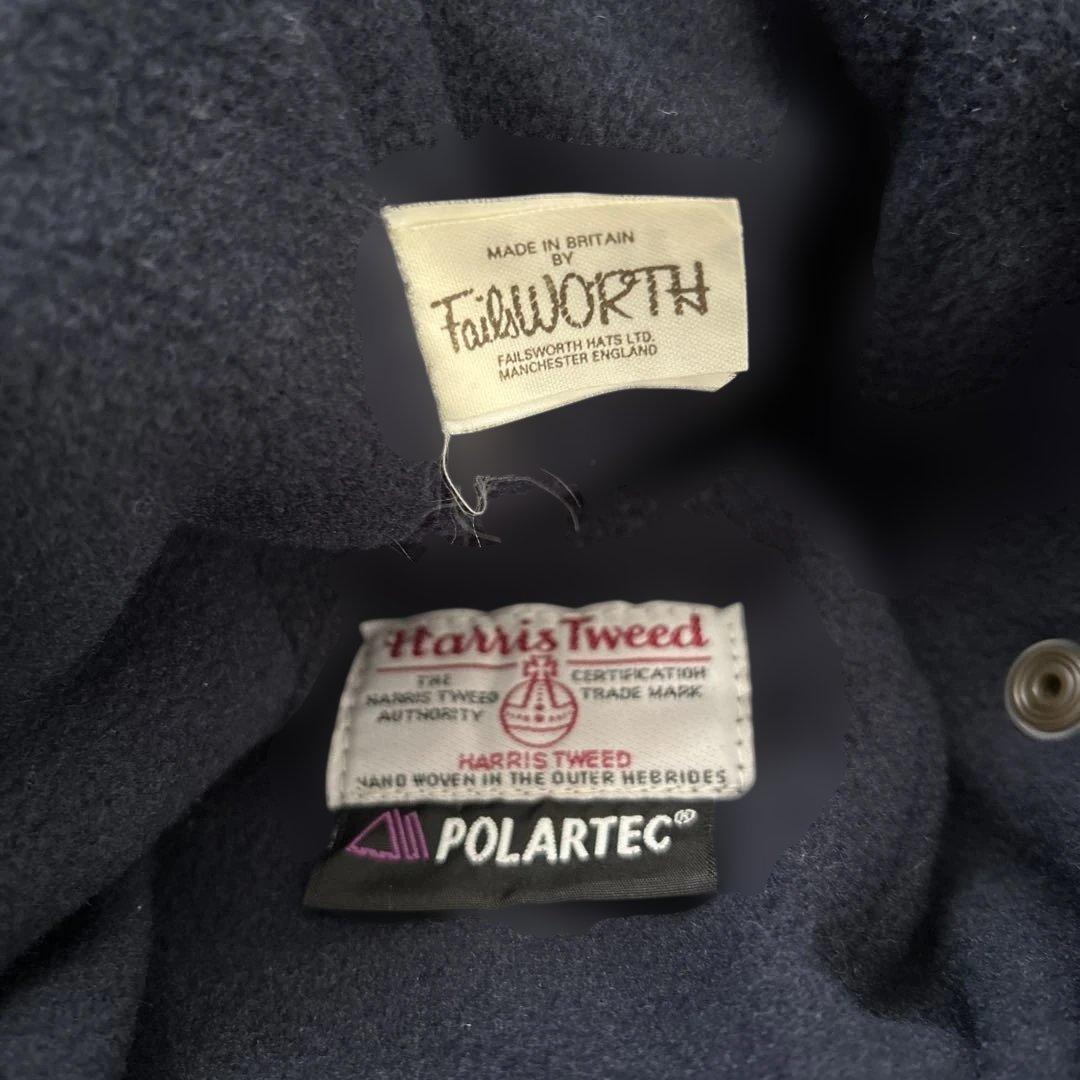 MADE IN BRITAIN
BY
FailsWORTH
FAILSWORTH HATS LTD.
MANCHESTER ENGLAND
Harris Tweed
THE HARRIS TWEED AUTHORITY
CERTIFICATION TRADE MARK
HARRIS TWEED
HAND WOVEN IN THE OUTER HEBRIDES
POLARTEC®